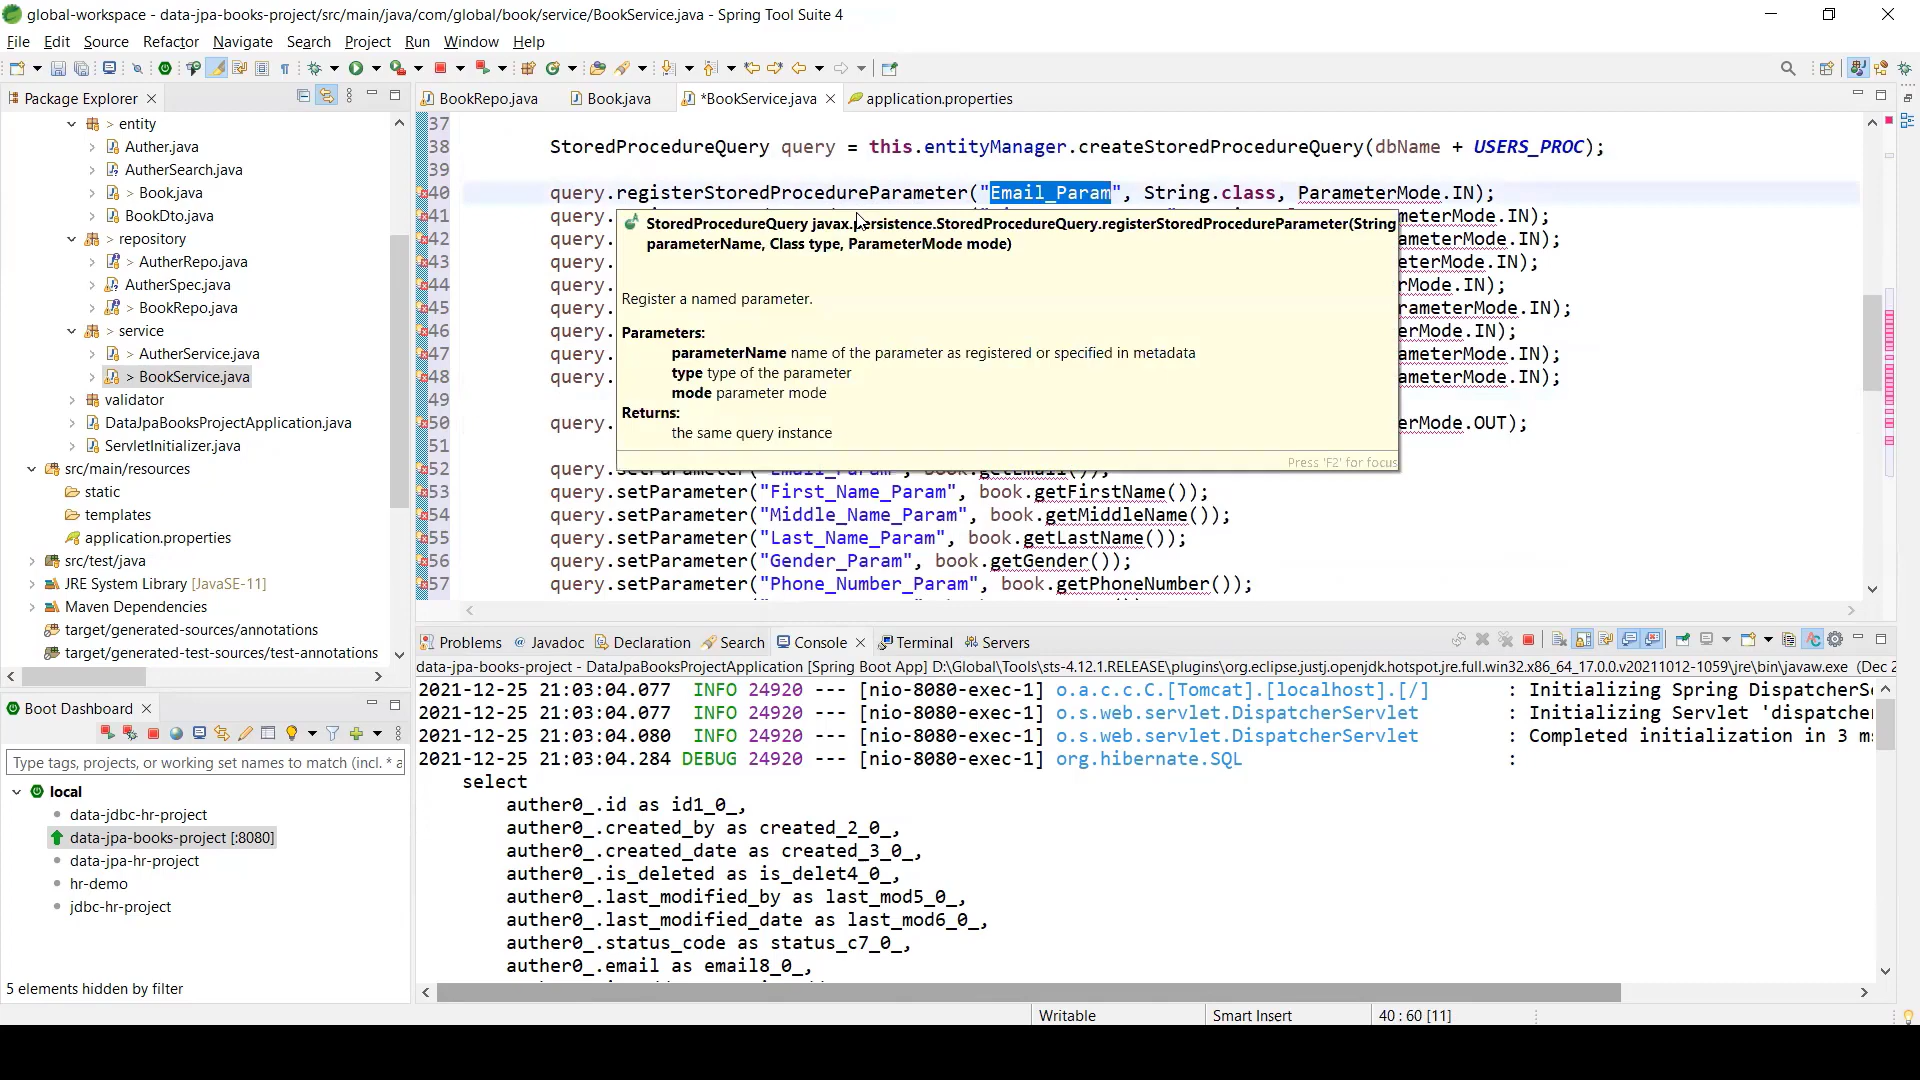 global-workspace - data-jpa-books-project/src/main/java/com/global/book/service/BookService.java - Spring Tool Suite 4
File Edit Source Refactor Navigate Search Project Run Window Help
Package Explorer
BookRepo.java Book.java *BookService.java application.properties
> entity
Auther.java
AutherSearch.java
> Book.java
BookDto.java
> repository
> AutherRepo.java
AutherSpec.java
> BookRepo.java
> service
> AutherService.java
> BookService.java
validator
DataJpaBooksProjectApplication.java
ServletInitializer.java
src/main/resources
static
templates
application.properties
src/test/java
JRE System Library [JavaSE-11]
Maven Dependencies
target/generated-sources/annotations
target/generated-test-sources/test-annotations
37
38 StoredProcedureQuery query = this.entityManager.createStoredProcedureQuery(dbName + USERS_PROC);
39
40 query.registerStoredProcedureParameter("Email_Param", String.class, ParameterMode.IN);
41 query. meterMode.IN);
42 query. ameterMode.IN);
43 query. eterMode.IN);
44 query. rMode.IN);
45 query. rameterMode.IN);
46 query. erMode.IN);
47 query. ameterMode.IN);
48 query. ameterMode.IN);
49
50 query. erMode.OUT);
51
52 query.setParameter("Email_Param", book.getEmail());
53 query.setParameter("First_Name_Param", book.getFirstName());
54 query.setParameter("Middle_Name_Param", book.getMiddleName());
55 query.setParameter("Last_Name_Param", book.getLastName());
56 query.setParameter("Gender_Param", book.getGender());
57 query.setParameter("Phone_Number_Param", book.getPhoneNumber());
StoredProcedureQuery javax.persistence.StoredProcedureQuery.registerStoredProcedureParameter(String
parameterName, Class type, ParameterMode mode)
Register a named parameter.
Parameters:
parameterName name of the parameter as registered or specified in metadata
type type of the parameter
mode parameter mode
Returns:
the same query instance
Press 'F2' for focus
Boot Dashboard
Type tags, projects, or working set names to match (incl. * a
local
data-jdbc-hr-project
data-jpa-books-project [:8080]
data-jpa-hr-project
hr-demo
jdbc-hr-project
5 elements hidden by filter
Problems Javadoc Declaration Search Console Terminal Servers
data-jpa-books-project - DataJpaBooksProjectApplication [Spring Boot App] D:\Global\Tools\sts-4.12.1.RELEASE\plugins\org.eclipse.justj.openjdk.hotspot.jre.full.win32.x86_64_17.0.0.v20211012-1059\jre\bin\javaw.exe (Dec 2
2021-12-25 21:03:04.077 INFO 24920 --- [nio-8080-exec-1] o.a.c.c.C.[Tomcat].[localhost].[/] : Initializing Spring DispatcherS
2021-12-25 21:03:04.077 INFO 24920 --- [nio-8080-exec-1] o.s.web.servlet.DispatcherServlet : Initializing Servlet 'dispatcher
2021-12-25 21:03:04.080 INFO 24920 --- [nio-8080-exec-1] o.s.web.servlet.DispatcherServlet : Completed initialization in 3 m
2021-12-25 21:03:04.284 DEBUG 24920 --- [nio-8080-exec-1] org.hibernate.SQL :
select
auther0_.id as id1_0_,
auther0_.created_by as created_2_0_,
auther0_.created_date as created_3_0_,
auther0_.is_deleted as is_delet4_0_,
auther0_.last_modified_by as last_mod5_0_,
auther0_.last_modified_date as last_mod6_0_,
auther0_.status_code as status_c7_0_,
auther0_.email as email8_0_,
Writable Smart Insert 40 : 60 [11]